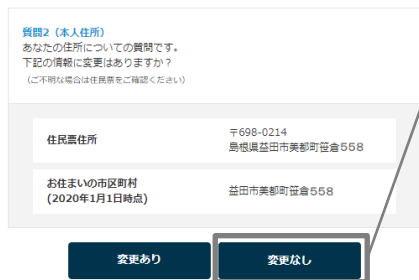 質問2（本人住所）
あなたの住所についての質問です。
下記の情報に変更はありますか？
（ご不明な場合は住民票をご確認ください）
住民票住所
〒698-0214
島根県益田市美都町笹倉558
お住まいの市区町村
(2020年1月1日時点)
益田市美都町笹倉558
変更あり
変更なし